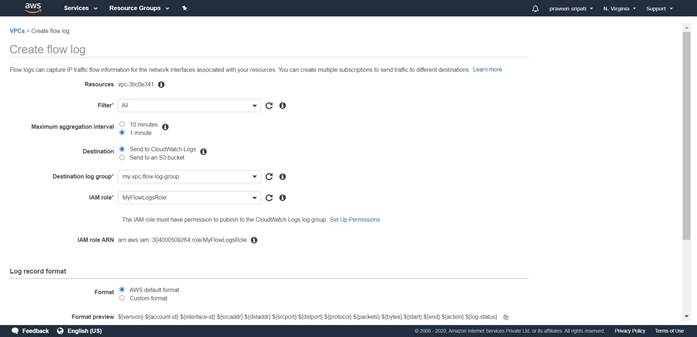 aws Services Resource Groups praveen sripati N. Virginia Support
VPCs > Create flow log
Create flow log
Flow logs can capture IP traffic flow information for the network interfaces associated with your resources. You can create multiple subscriptions to send traffic to different destinations. Learn more
Resources vpc-3bc6e341
Filter* All
Maximum aggregation interval 10 minutes
1 minute
Destination Send to CloudWatch Logs
Send to an S3 bucket
Destination log group* my-vpc-flow-log-group
IAM role* MyFlowLogsRole
The IAM role must have permission to publish to the CloudWatch Logs log group. Set Up Permissions
IAM role ARN arn:aws:iam::304000509264:role/MyFlowLogsRole
Log record format
Format AWS default format
Custom format
Format preview ${version} ${account-id} ${interface-id} ${srcaddr} ${dstaddr} ${srcport} ${dstport} ${protocol} ${packets} ${bytes} ${start} ${end} ${action} ${log-status}
Feedback English (US) © 2008 - 2020, Amazon Internet Services Private Ltd. or its affiliates. All rights reserved. Privacy Policy Terms of Use